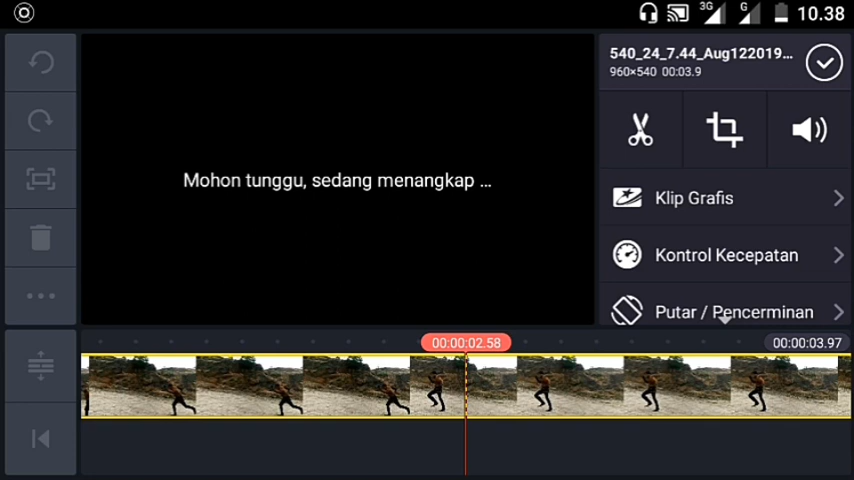 3G
G
10.38
540_24_7.44_Aug122019...
960×540 00:03.9
Mohon tunggu, sedang menangkap ...
Klip Grafis
Kontrol Kecepatan
Putar / Pencerminan
00:00:02.58
00:00:03.97